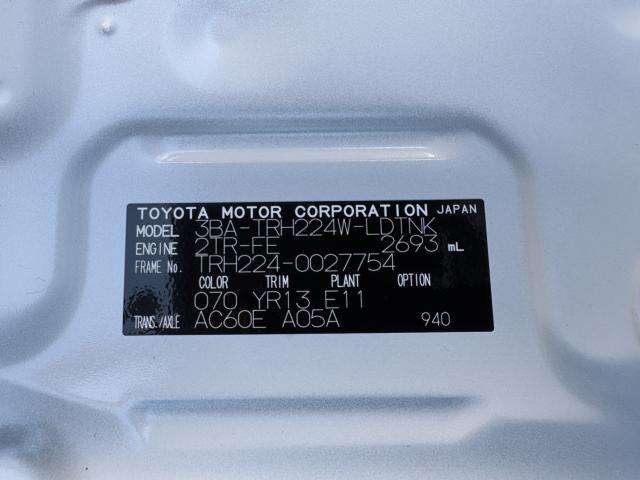 TOYOTA MOTOR CORPORATION JAPAN
MODEL 3BA-TRH224W-LDTNK
ENGINE 2TR-FE 2693 mL
FRAME No. TRH224-0027754
COLOR TRIM PLANT OPTION
070 YR13 E11
TRANS./AXLE AC60E A05A 940